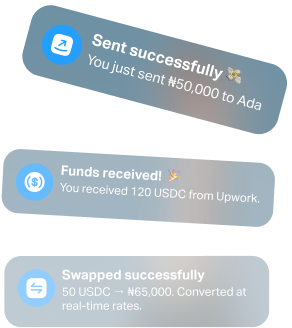 Sent successfully 💸
You just sent ₦50,000 to Ada
Funds received! 🎉
You received 120 USDC from Upwork.
Swapped successfully
50 USDC → ₦65,000. Converted at
real-time rates.